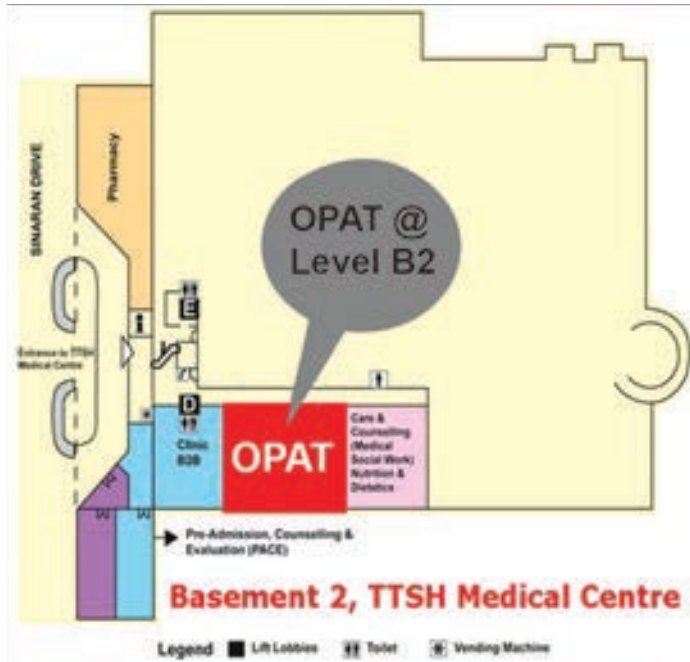 SINARAN DRIVE
Pharmacy
OPAT @
Level B2
E
Entrance to TTSH
Medical Centre
D
Clinic
B2B
OPAT
Care &
Counselling
(Medical
Social Work)
Nutrition &
Dietetics
Pre-Admission, Counselling &
Evaluation (PACE)
Basement 2, TTSH Medical Centre
Legend
Lift Lobbies
Toilet
Vending Machine